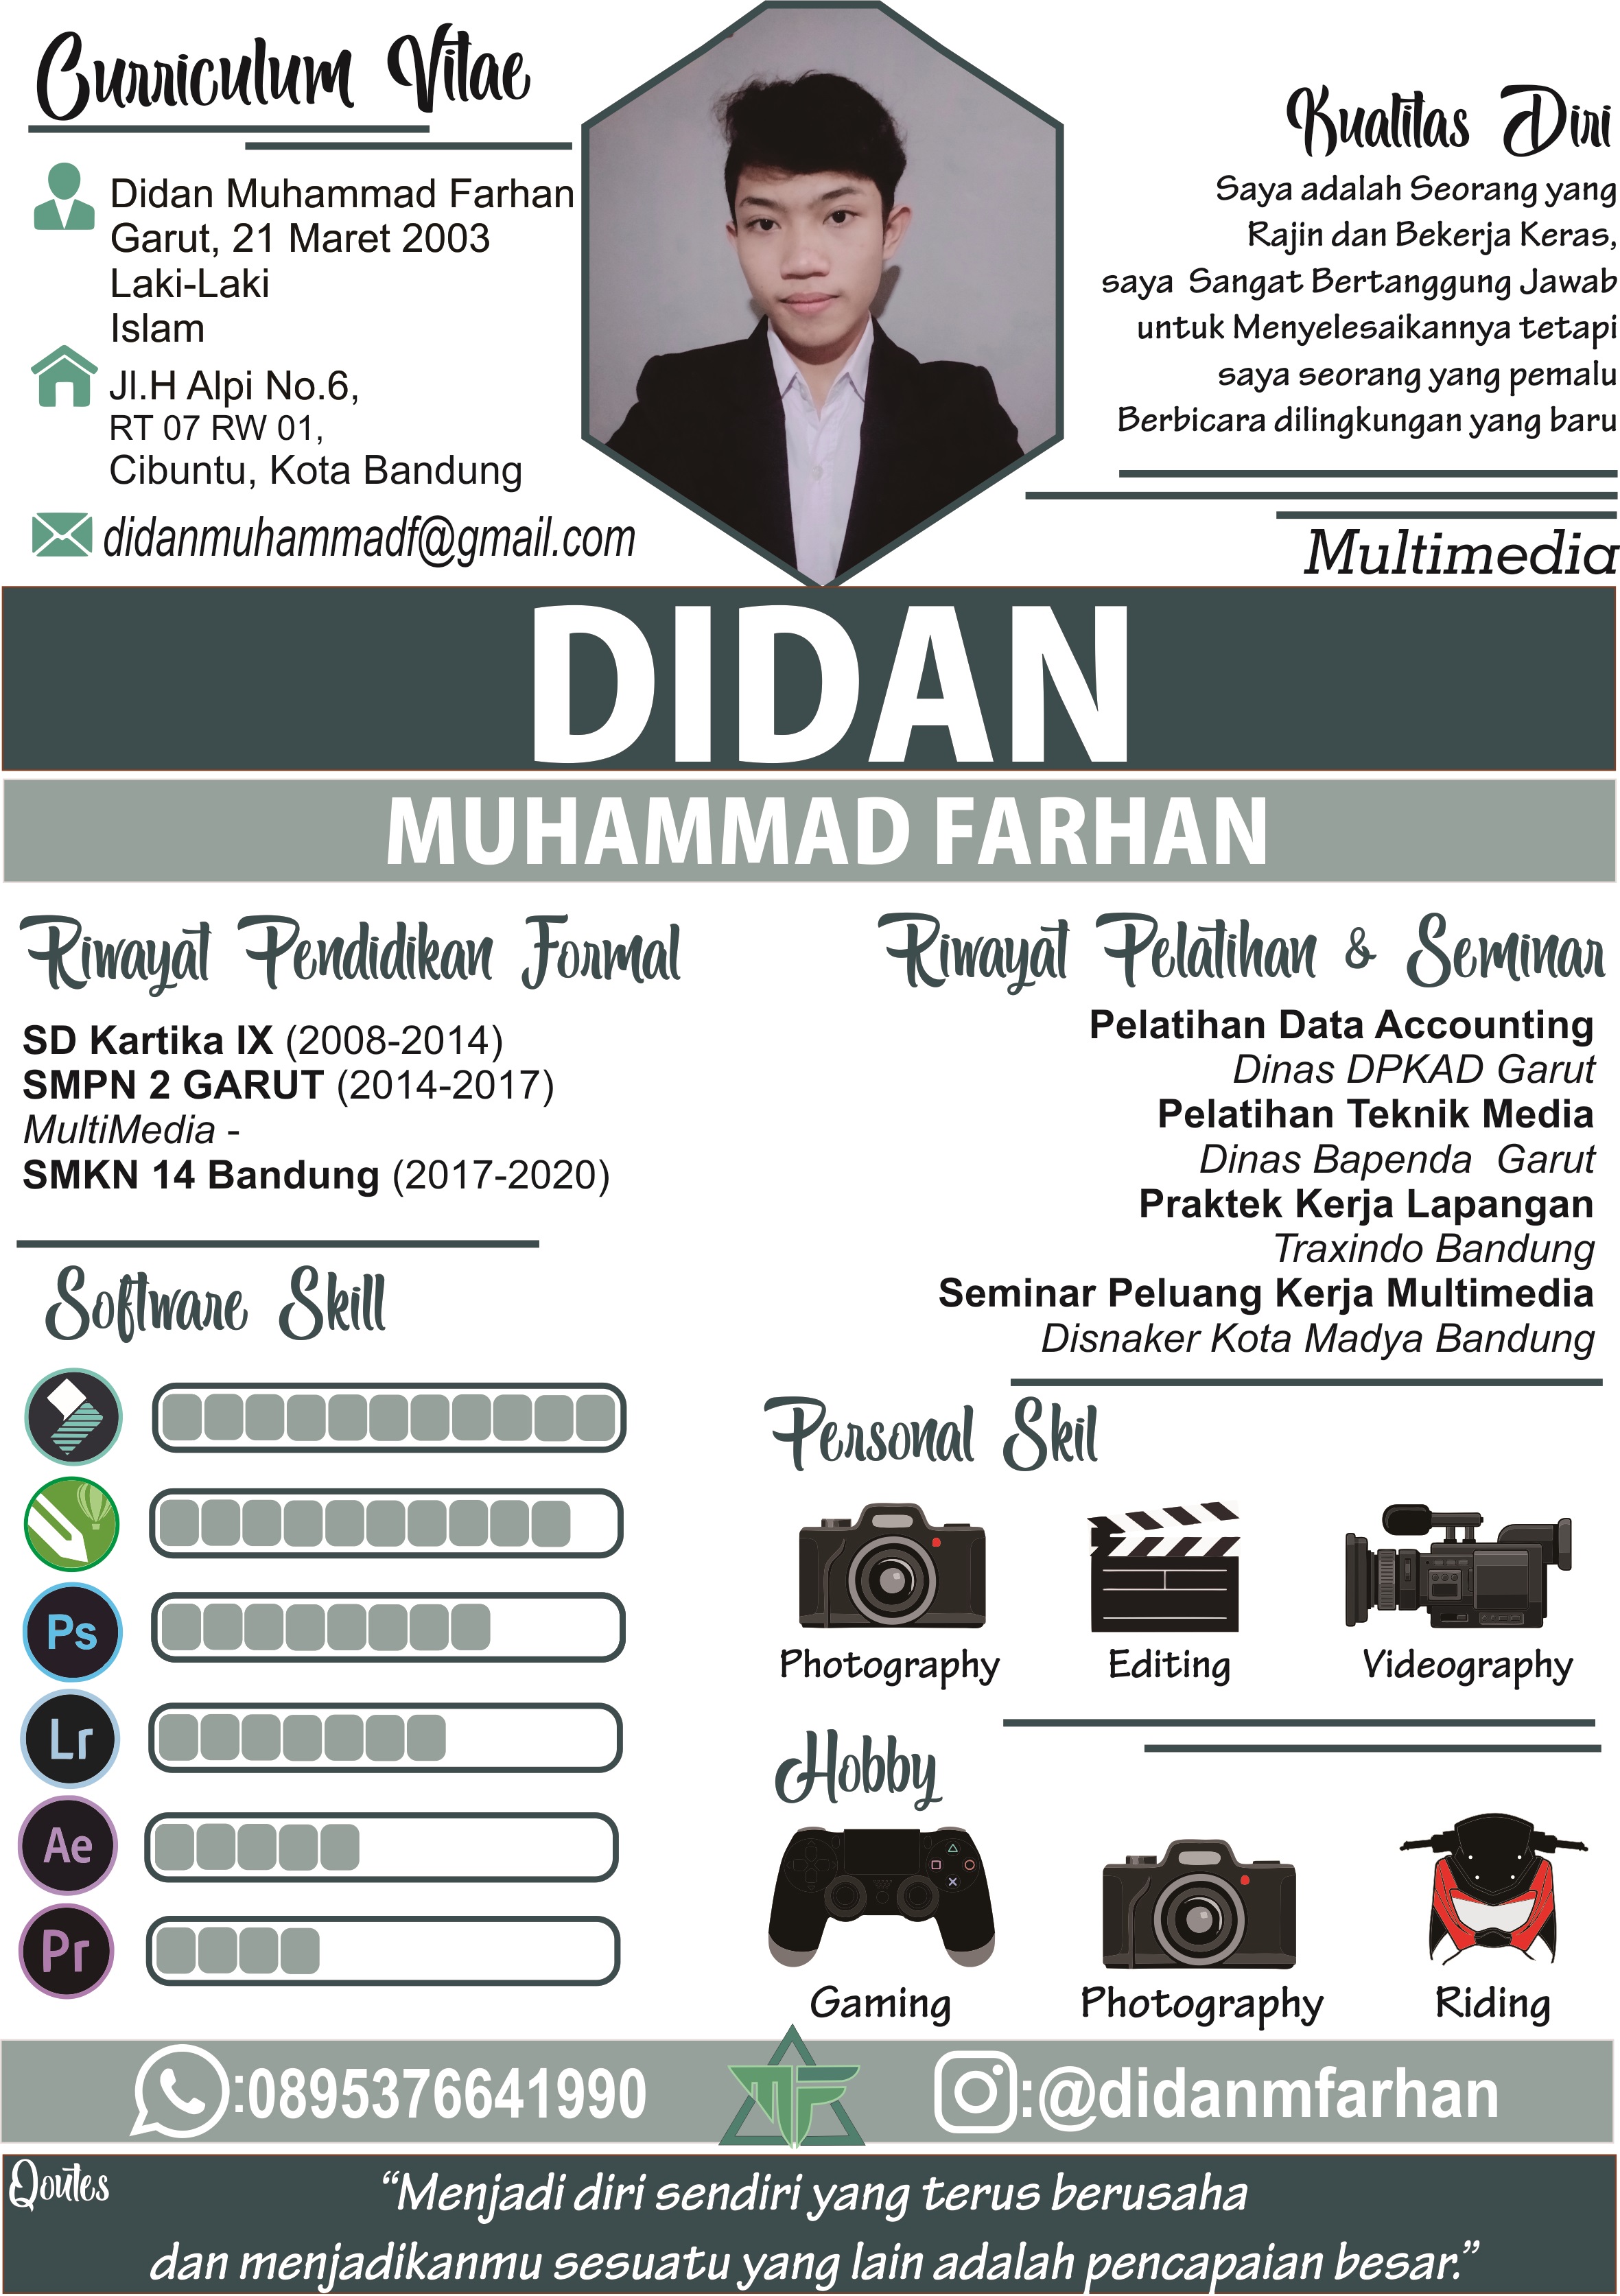 Curriculum Vitae
Didan Muhammad Farhan
Garut, 21 Maret 2003
Laki-Laki
Islam
Jl.H Alpi No.6,
RT 07 RW 01,
Cibuntu, Kota Bandung
didanmuhammadf@gmail.com
Kualitas Diri
Saya adalah Seorang yang
Rajin dan Bekerja Keras,
saya Sangat Bertanggung Jawab
untuk Menyelesaikannya tetapi
saya seorang yang pemalu
Berbicara dilingkungan yang baru
Multimedia
DIDAN
MUHAMMAD FARHAN
Riwayat Pendidikan Formal
SD Kartika IX (2008-2014)
SMPN 2 GARUT (2014-2017)
MultiMedia -
SMKN 14 Bandung (2017-2020)
Riwayat Pelatihan & Seminar
Pelatihan Data Accounting
Dinas DPKAD Garut
Pelatihan Teknik Media
Dinas Bapenda Garut
Praktek Kerja Lapangan
Traxindo Bandung
Seminar Peluang Kerja Multimedia
Disnaker Kota Madya Bandung
Software Skill
Ps
Lr
Ae
Pr
Personal Skil
Photography
Editing
Videography
Hobby
Gaming
Photography
Riding
:0895376641990
MF
:@didanmfarhan
Qoutes
“Menjadi diri sendiri yang terus berusaha
dan menjadikanmu sesuatu yang lain adalah pencapaian besar.”